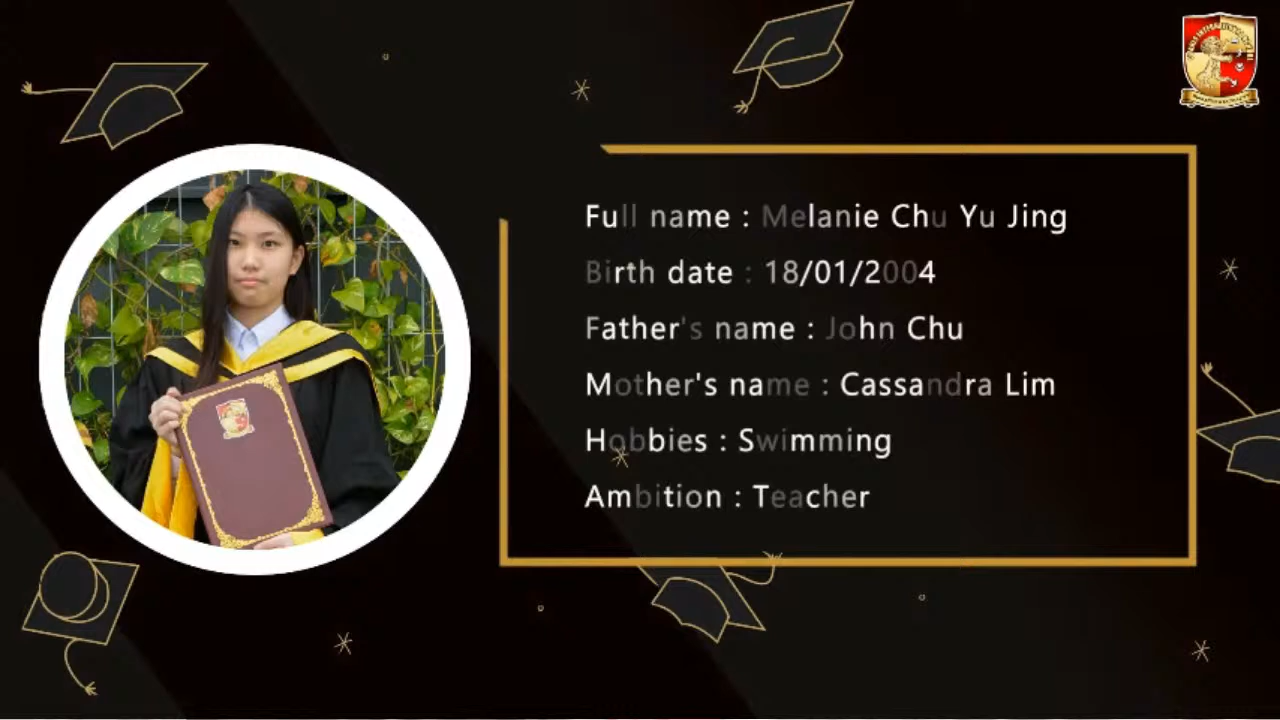 Full name : Melanie Chu Yu Jing
Birth date : 18/01/2004
Father's name : John Chu
Mother's name : Cassandra Lim
Hobbies : Swimming
Ambition : Teacher